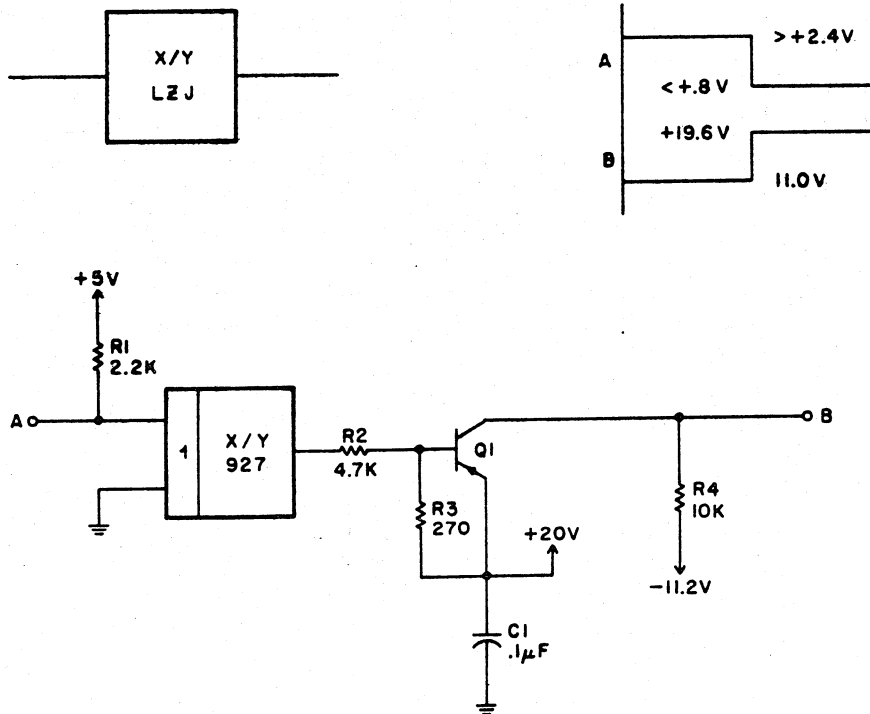 X/Y
LZJ
A
>+2.4V
<+.8V
+19.6V
B
11.0V
+5V
R1
2.2K
A
1
X/Y
927
R2
4.7K
Q1
B
R3
270
+20V
R4
10K
-11.2V
C1
.1µF